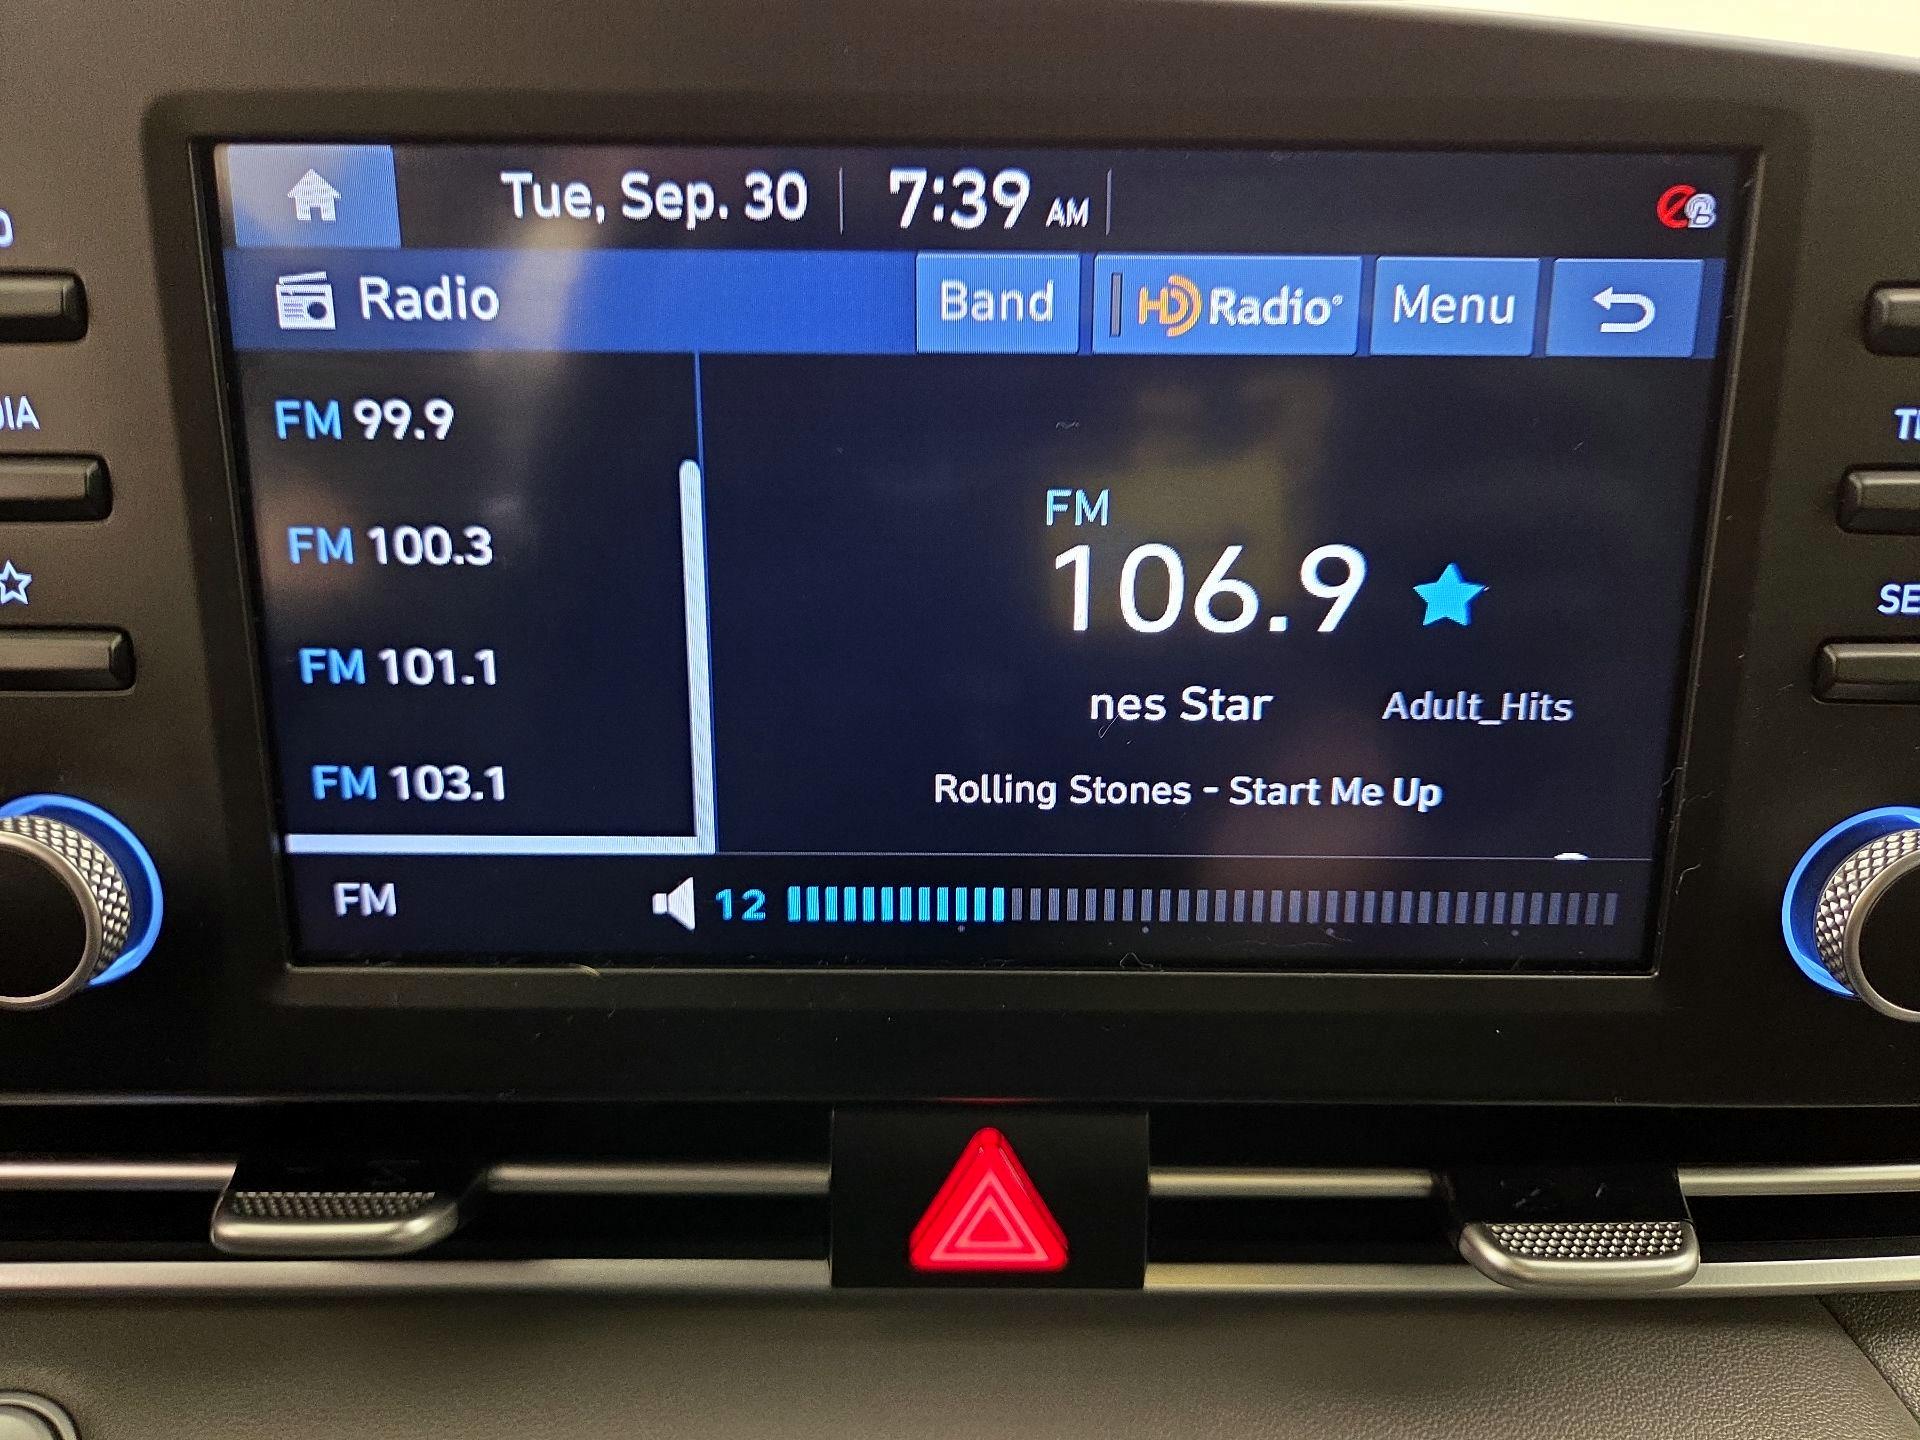 Tue, Sep. 30 7:39 AM
Radio Band HD Radio® Menu
FM 99.9
FM 100.3
FM 101.1
FM 103.1
FM
106.9
nes Star Adult_Hits
Rolling Stones - Start Me Up
FM 12